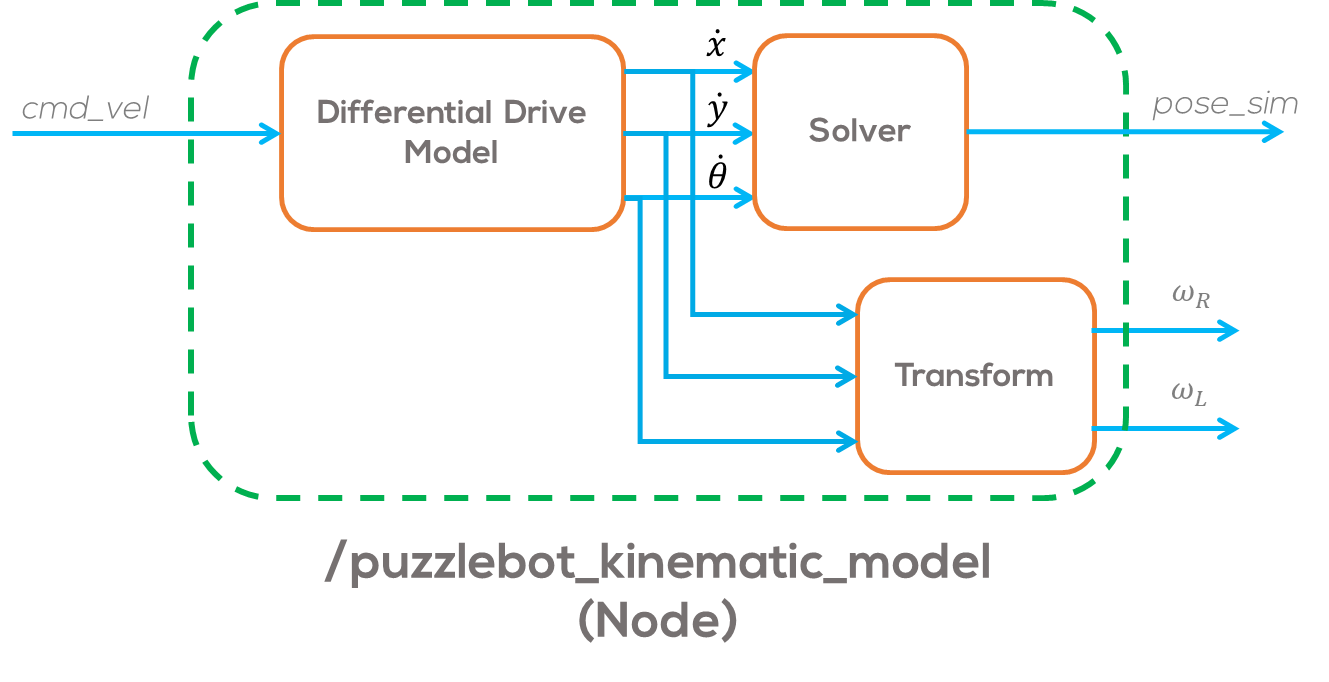 cmd_vel
Differential Drive
Model
ẋ
ẏ
θ̇
Solver
pose_sim
Transform
ω_R
ω_L
/puzzlebot_kinematic_model
(Node)